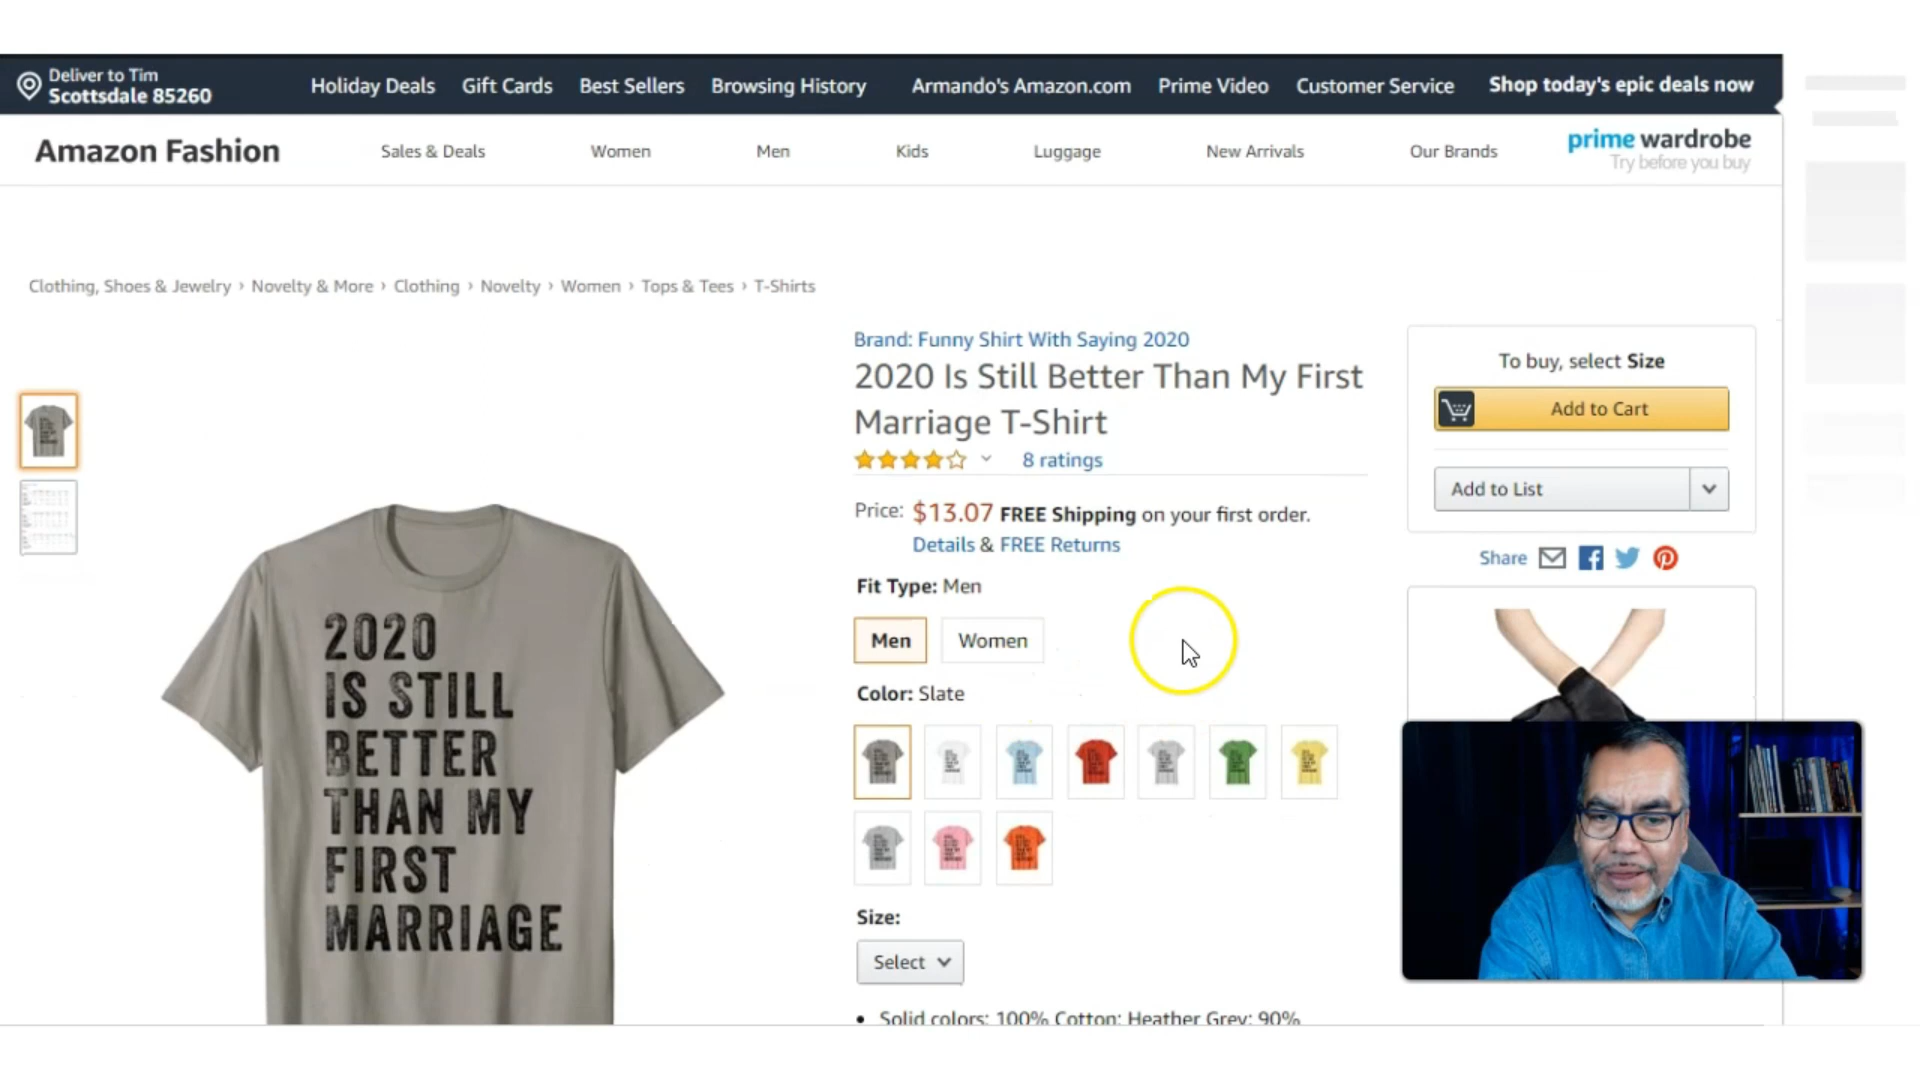 Deliver to Tim
Scottsdale 85260
Holiday Deals Gift Cards Best Sellers Browsing History Armando's Amazon.com Prime Video Customer Service Shop today's epic deals now
Amazon Fashion Sales & Deals Women Men Kids Luggage New Arrivals Our Brands prime wardrobe
Try before you buy
Clothing, Shoes & Jewelry › Novelty & More › Clothing › Novelty › Women › Tops & Tees › T-Shirts
Brand: Funny Shirt With Saying 2020
2020 Is Still Better Than My First
Marriage T-Shirt
8 ratings
Price: $13.07 FREE Shipping on your first order.
Details & FREE Returns
Fit Type: Men
Men Women
Color: Slate
Size:
Select
• Solid colors: 100% Cotton; Heather Grey: 90%
To buy, select Size
Add to Cart
Add to List
Share
2020
IS STILL
BETTER
THAN MY
FIRST
MARRIAGE